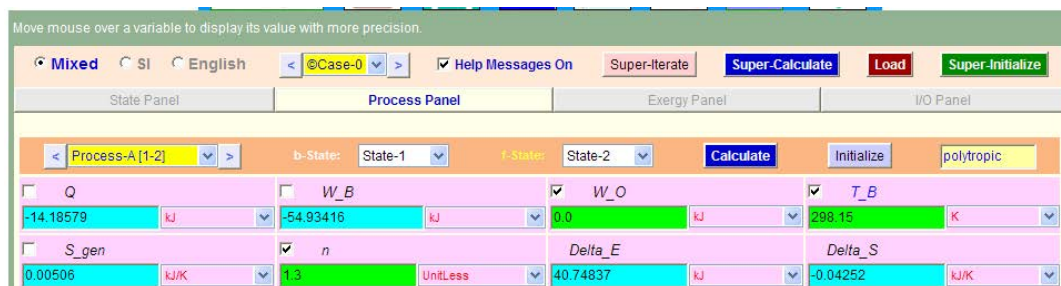 Move mouse over a variable to display its value with more precision.
Mixed SI English < ©Case-0 > Help Messages On Super-Iterate Super-Calculate Load Super-Initialize
State Panel Process Panel Exergy Panel I/O Panel
< Process-A [1-2] > b-State: State-1 f-State: State-2 Calculate Initialize polytropic
Q W_B W_O T_B
-14.18579 kJ -54.93416 kJ 0.0 kJ 298.15 K
S_gen n Delta_E Delta_S
0.00506 kJ/K 1.3 UnitLess 40.74837 kJ -0.04252 kJ/K